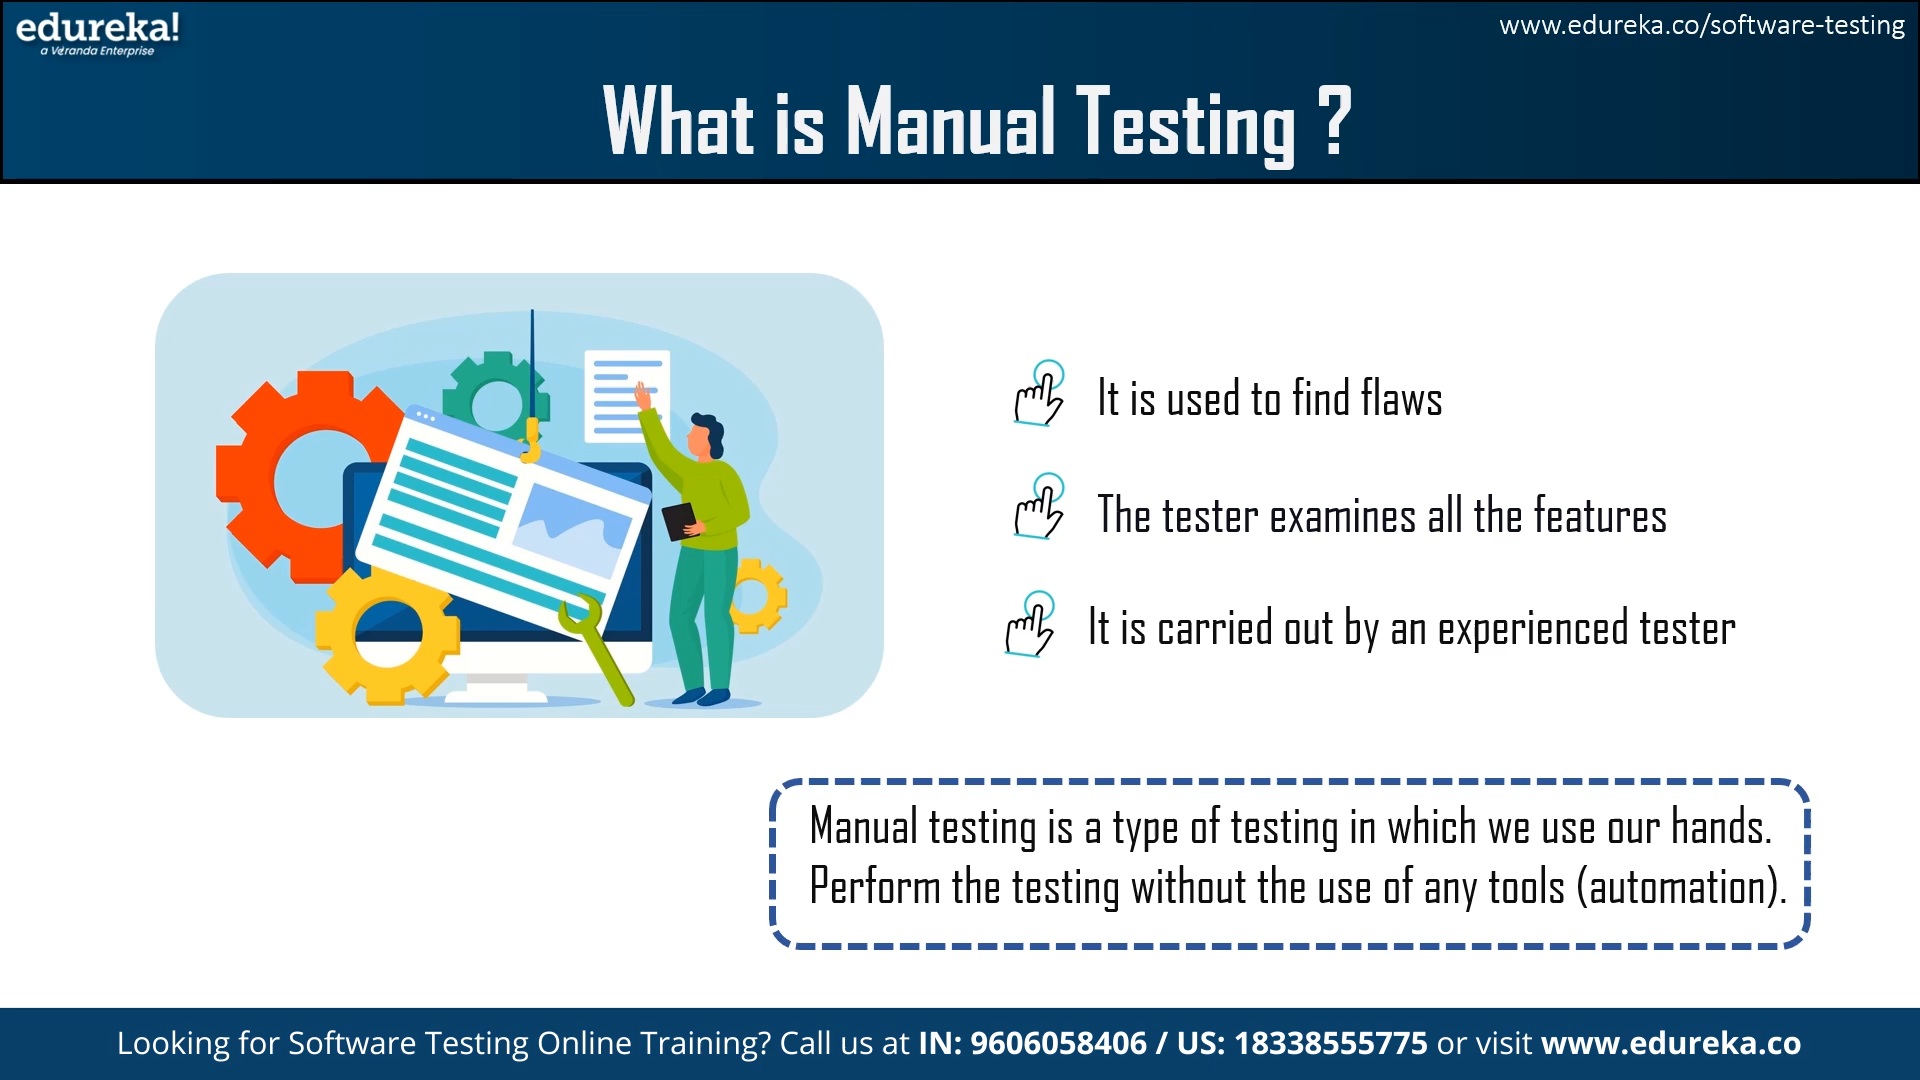 edureka!
a Veranda Enterprise
www.edureka.co/software-testing
What is Manual Testing ?
It is used to find flaws
The tester examines all the features
It is carried out by an experienced tester
Manual testing is a type of testing in which we use our hands.
Perform the testing without the use of any tools (automation).
Looking for Software Testing Online Training? Call us at IN: 9606058406 / US: 18338555775 or visit www.edureka.co